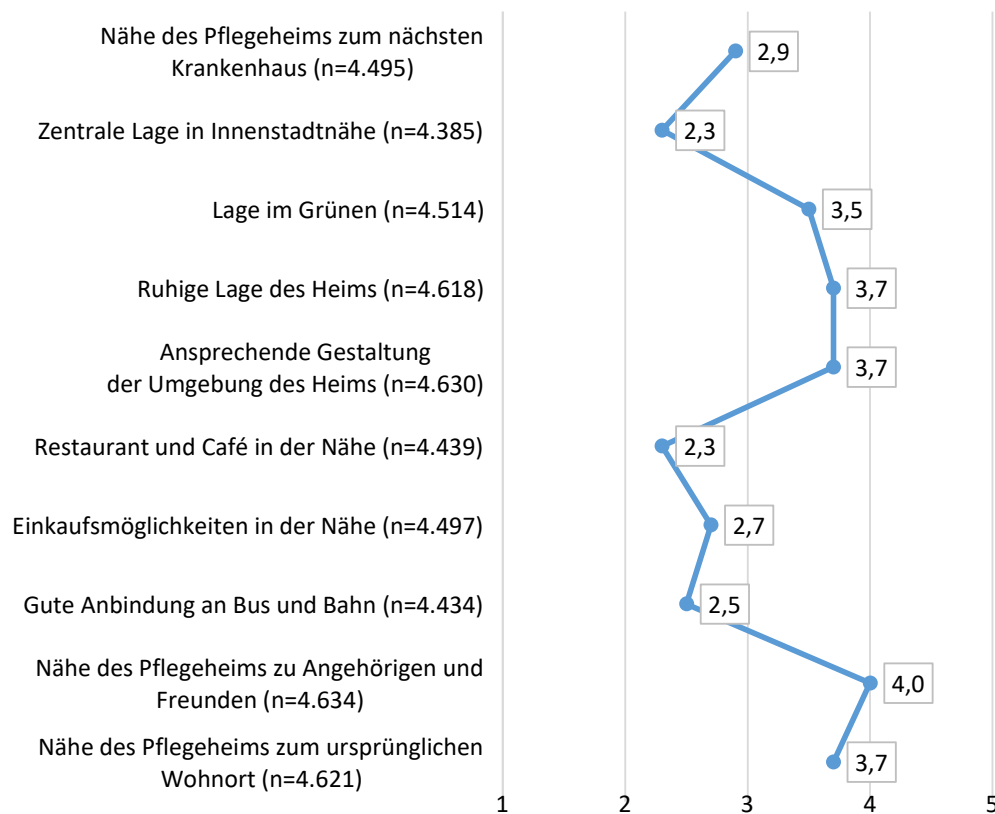 Nähe des Pflegeheims zum nächsten
Krankenhaus (n=4.495)
2,9
Zentrale Lage in Innenstadtnähe (n=4.385)
2,3
Lage im Grünen (n=4.514)
3,5
Ruhige Lage des Heims (n=4.618)
3,7
Ansprechende Gestaltung
der Umgebung des Heims (n=4.630)
3,7
Restaurant und Café in der Nähe (n=4.439)
2,3
Einkaufsmöglichkeiten in der Nähe (n=4.497)
2,7
Gute Anbindung an Bus und Bahn (n=4.434)
2,5
Nähe des Pflegeheims zu Angehörigen und
Freunden (n=4.634)
4,0
Nähe des Pflegeheims zum ursprünglichen
Wohnort (n=4.621)
3,7
1 2 3 4 5